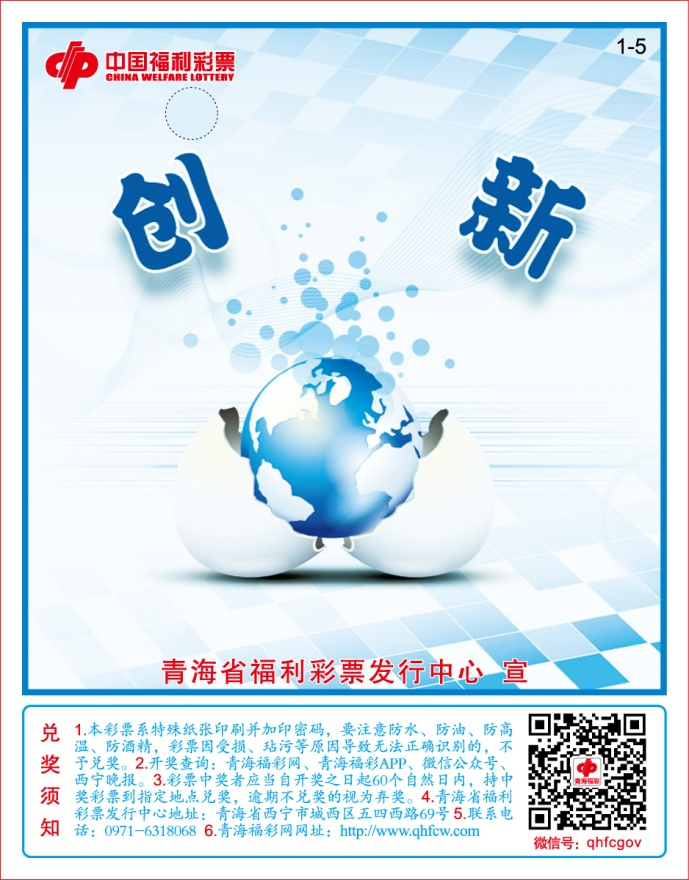 中国福利彩票
CHINA WELFARE LOTTERY
1-5
创 新
青海省福利彩票发行中心 宣
兑奖须知
1.本彩票系特殊纸张印刷并加印密码，要注意防水、防油、防高
温、防酒精，彩票因受损、玷污等原因导致无法正确识别的，不
予兑奖。2.开奖查询：青海福彩网、青海福彩APP、微信公众号、
西宁晚报。3.彩票中奖者应当自开奖之日起60个自然日内，持中
奖彩票到指定地点兑奖，逾期不兑奖的视为弃奖。4.青海省福利
彩票发行中心地址：青海省西宁市城西区五四西路69号 5.联系电
话：0971-6318068 6.青海福彩网网址：http://www.qhfcw.com
青海福彩
微信号：qhfcgov